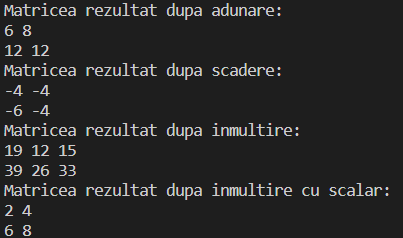 Matricea rezultat dupa adunare:
6 8
12 12
Matricea rezultat dupa scadere:
-4 -4
-6 -4
Matricea rezultat dupa inmultire:
19 12 15
39 26 33
Matricea rezultat dupa inmultire cu scalar:
2 4
6 8